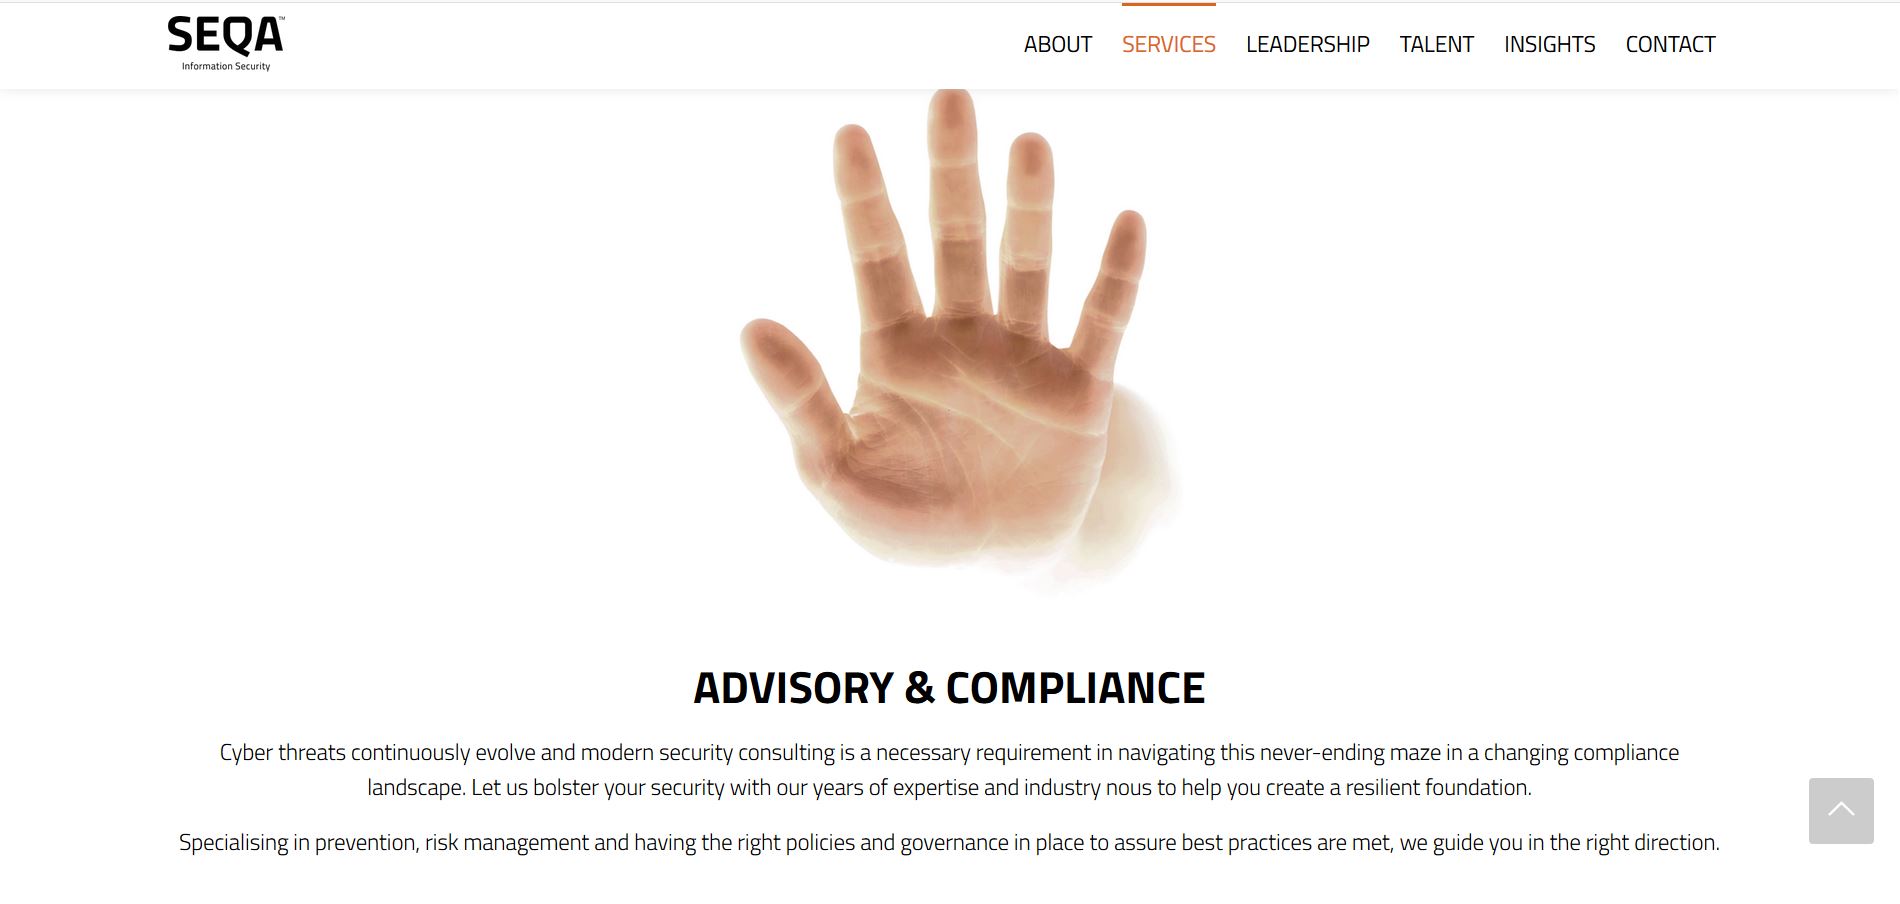 SEQA™
Information Security
ABOUT SERVICES LEADERSHIP TALENT INSIGHTS CONTACT
ADVISORY & COMPLIANCE
Cyber threats continuously evolve and modern security consulting is a necessary requirement in navigating this never-ending maze in a changing compliance
landscape. Let us bolster your security with our years of expertise and industry nous to help you create a resilient foundation.
Specialising in prevention, risk management and having the right policies and governance in place to assure best practices are met, we guide you in the right direction.